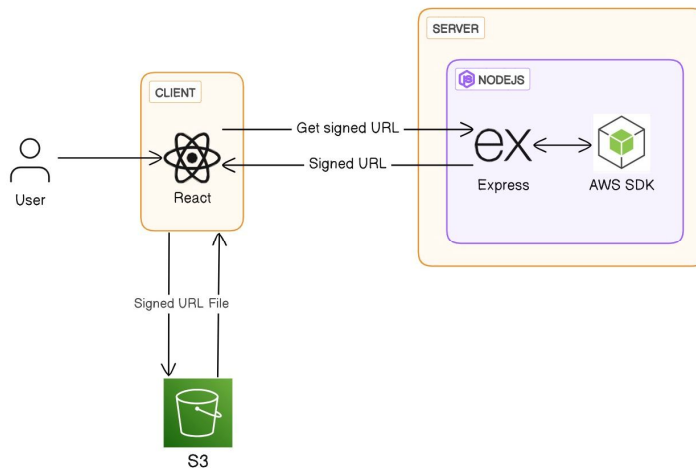 SERVER
NODEJS
CLIENT
Get signed URL
Signed URL
ex
User
React
Express
AWS SDK
Signed URL
File
S3